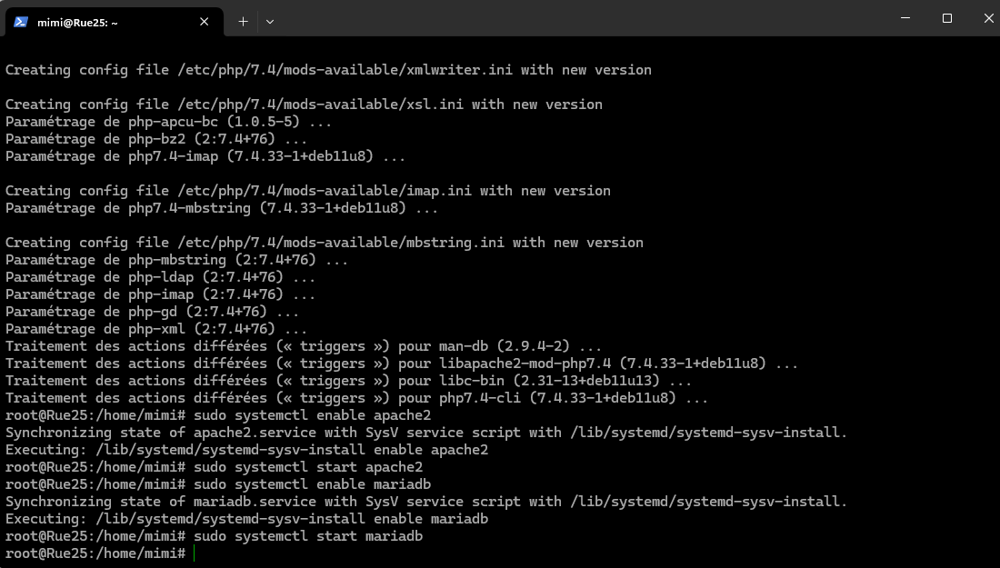 mimi@Rue25: ~
Creating config file /etc/php/7.4/mods-available/xmlwriter.ini with new version
Creating config file /etc/php/7.4/mods-available/xsl.ini with new version
Paramétrage de php-apcu-bc (1.0.5-5) ...
Paramétrage de php-bz2 (2:7.4+76) ...
Paramétrage de php7.4-imap (7.4.33-1+deb11u8) ...
Creating config file /etc/php/7.4/mods-available/imap.ini with new version
Paramétrage de php7.4-mbstring (7.4.33-1+deb11u8) ...
Creating config file /etc/php/7.4/mods-available/mbstring.ini with new version
Paramétrage de php-mbstring (2:7.4+76) ...
Paramétrage de php-ldap (2:7.4+76) ...
Paramétrage de php-imap (2:7.4+76) ...
Paramétrage de php-gd (2:7.4+76) ...
Paramétrage de php-xml (2:7.4+76) ...
Traitement des actions différées (« triggers ») pour man-db (2.9.4-2) ...
Traitement des actions différées (« triggers ») pour libapache2-mod-php7.4 (7.4.33-1+deb11u8) ...
Traitement des actions différées (« triggers ») pour libc-bin (2.31-13+deb11u13) ...
Traitement des actions différées (« triggers ») pour php7.4-cli (7.4.33-1+deb11u8) ...
root@Rue25:/home/mimi# sudo systemctl enable apache2
Synchronizing state of apache2.service with SysV service script with /lib/systemd/systemd-sysv-install.
Executing: /lib/systemd/systemd-sysv-install enable apache2
root@Rue25:/home/mimi# sudo systemctl start apache2
root@Rue25:/home/mimi# sudo systemctl enable mariadb
Synchronizing state of mariadb.service with SysV service script with /lib/systemd/systemd-sysv-install.
Executing: /lib/systemd/systemd-sysv-install enable mariadb
root@Rue25:/home/mimi# sudo systemctl start mariadb
root@Rue25:/home/mimi#